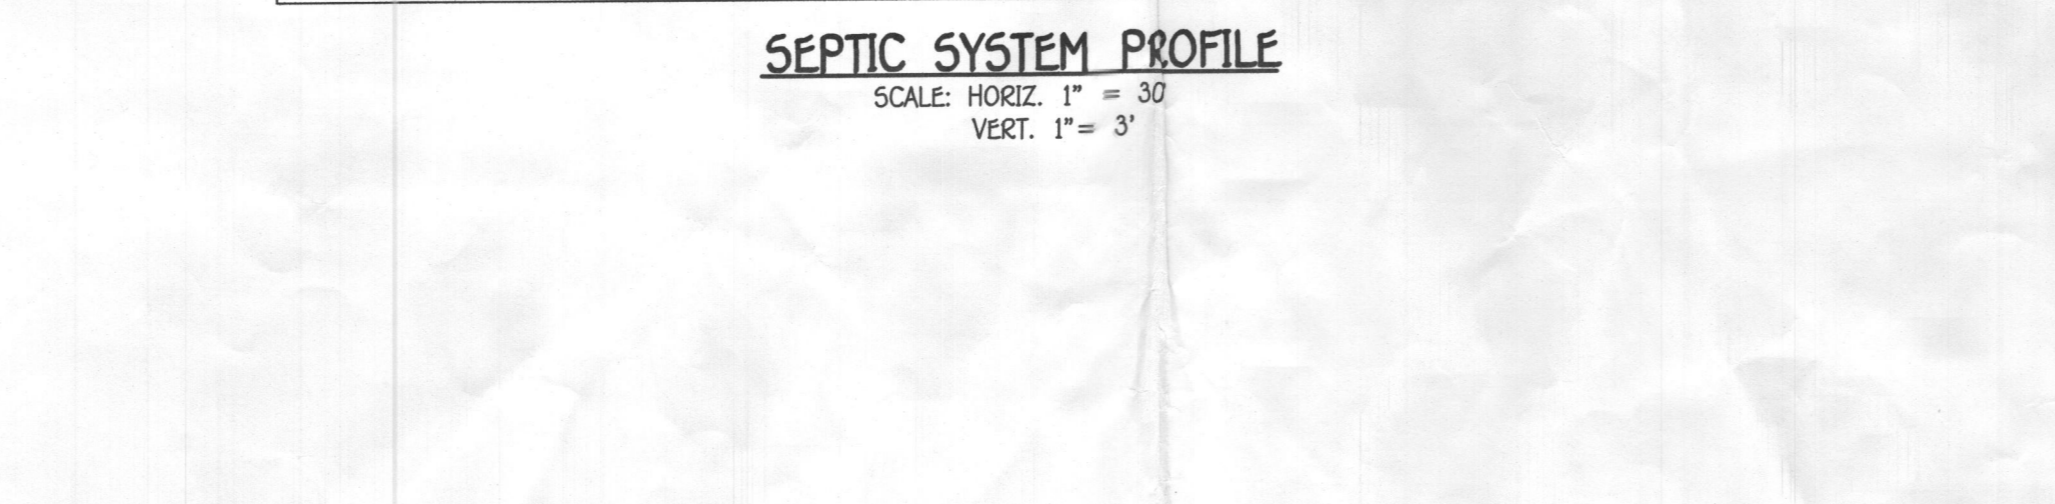 SEPTIC SYSTEM PROFILE
SCALE: HORIZ. 1" = 30
VERT. 1"= 3'